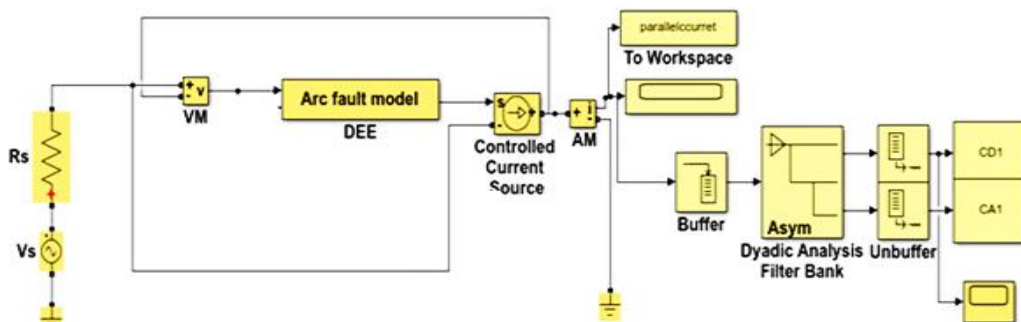 parallelccurret
To Workspace
+
-
v
VM
Arc fault model
DEE
s
-
+
Controlled
Current
Source
+
i
-
AM
Rs
+
Vs
Buffer
Asym
Dyadic Analysis
Filter Bank
Unbuffer
CD1
CA1